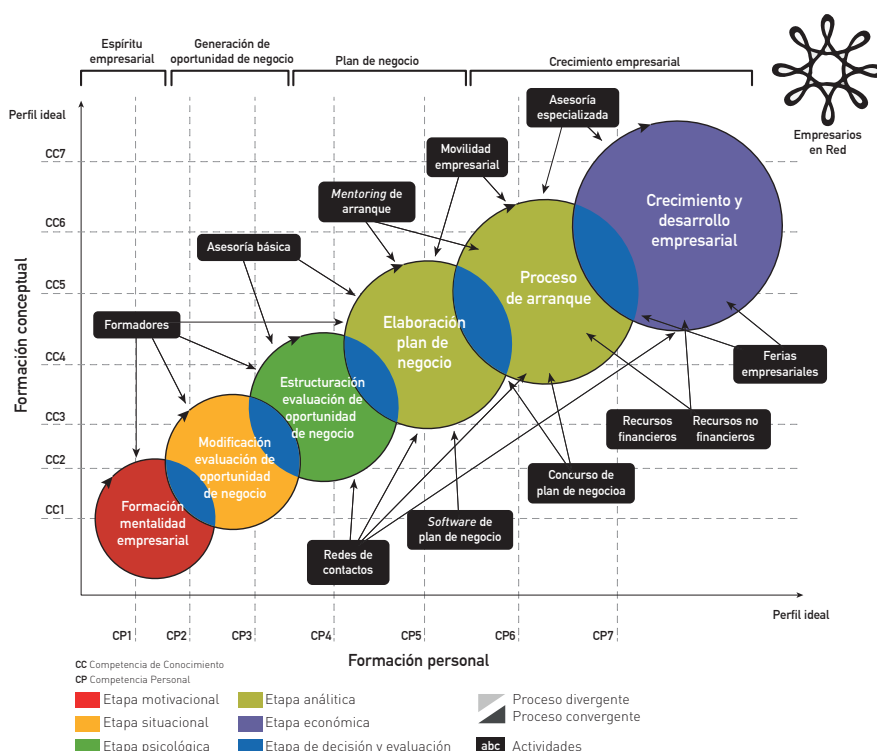 Espíritu
empresarial
Generación de
oportunidad de negocio
Plan de negocio
Crecimiento empresarial
Empresarios
en Red
Perfil ideal
Formación conceptual
CC7
CC6
CC5
CC4
CC3
CC2
CC1
Asesoría
especializada
Movilidad
empresarial
Mentoring de
arranque
Asesoría básica
Formadores
Crecimiento y
desarrollo
empresarial
Proceso
de arranque
Elaboración
plan de
negocio
Estructuración
evaluación de
oportunidad
de negocio
Modificación
evaluación de
oportunidad
de negocio
Formación
mentalidad
empresarial
Ferias
empresariales
Recursos
financieros
Recursos no
financieros
Concurso de
plan de negocioa
Software de
plan de negocio
Redes de
contactos
Perfil ideal
CP1
CP2
CP3
CP4
CP5
CP6
CP7
Formación personal
CC Competencia de Conocimiento
CP Competencia Personal
Etapa motivacional
Etapa situacional
Etapa psicológica
Etapa análitica
Etapa económica
Etapa de decisión y evaluación
Proceso divergente
Proceso convergente
abc Actividades